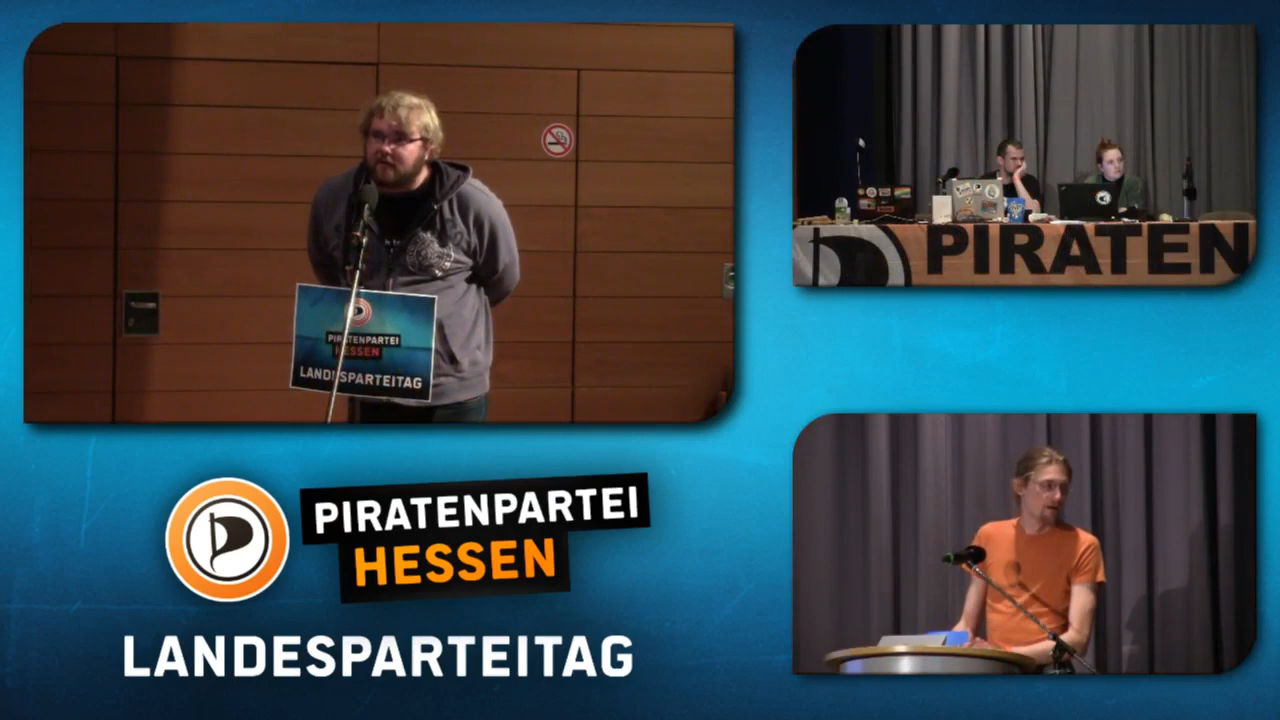 PIRATENPARTEI
HESSEN
LANDESPARTEITAG
PIRATEN
PIRATENPARTEI
HESSEN
LANDESPARTEITAG